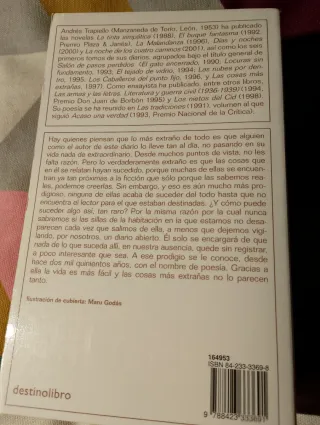 Andrés Trapiello (Manzaneda de Torío, León, 1953) ha publicado
las novelas La tinta simpática (1988), El buque fantasma (1992,
Premio Plaza & Janés), La Malandanza (1996), Días y noches
(2000) y La noche de los cuatro caminos (2001), así como los seis
primeros tomos de sus diarios, agrupados bajo el título general de
Salón de pasos perdidos. (El gato encerrado, 1990, Locuras sin
fundamento, 1993, El tejado de vidrio, 1994, Las nubes por den-
tro, 1995, Los Caballeros del punto fijo, 1996, y Las cosas más
extrañas, 1997). Como ensayista ha publicado, entre otros libros,
Las armas y las letras. Literatura y guerra civil (1936-1939) (1994,
Premio Don Juan de Borbón 1995) y Los nietos del Cid (1998).
Su poesía se ha reunido en Las tradiciones (1991), volumen al que
siguió Acaso una verdad (1993, Premio Nacional de la Crítica).
Hay quienes piensan que lo más extraño de todo es que alguien
como el autor de este diario lo lleve tan al día, no pasando en su
vida nada de extraordinario. Desde muchos puntos de vista, no les
falta razón. Pero lo verdaderamente extraño es que las cosas que
en él se relatan hayan sucedido, porque muchas de ellas se encuen-
tran ya tan próximas a la ficción que sólo porque las sabemos rea-
les, podemos creerlas. Sin embargo, y eso es aún mucho más pro-
digioso, ninguna de ellas acaba de suceder del todo hasta que no
encuentra el lector para el que estaban destinadas. ¿Y cómo puede
suceder algo así, tan raro? Por la misma razón por la cual nunca
sabremos si las sillas de la habitación en la que estamos no desa-
parecen cada vez que salimos de ella, a menos que dejemos vigi-
lando, por nosotros, un diario abierto. Él solo se encargará de que
nada de lo que suceda allí, en nuestra ausencia, quede sin registrar,
a poco interesante que sea. A ese prodigio se le conoce, desde
hace dos mil quinientos años, con el nombre de poesía. Gracias a
ella la vida es más fácil y las cosas más extrañas no lo parecen
tanto.
Ilustración de cubierta: Maru Godás
164953
ISBN 84-233-3369-8
9 788423 333691
destinolibro